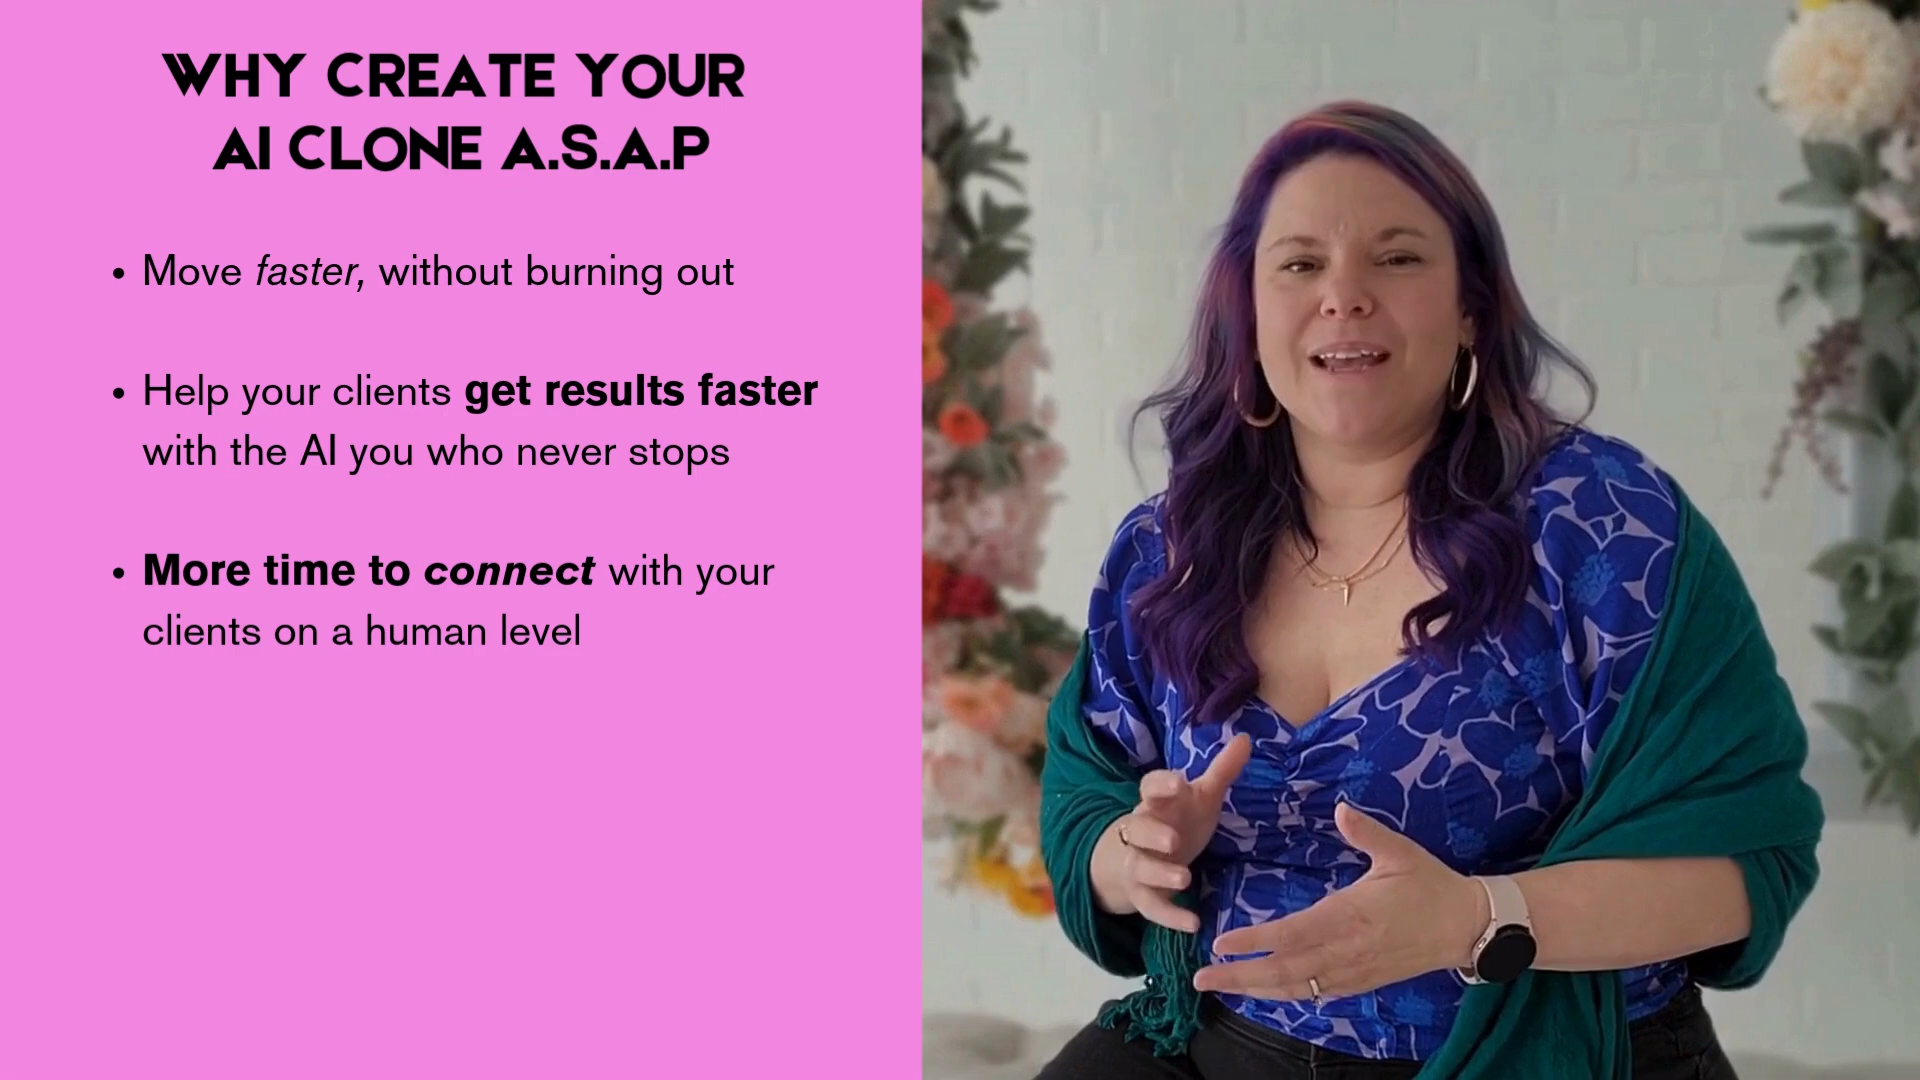 WHY CREATE YOUR
AI CLONE A.S.A.P
• Move faster, without burning out
• Help your clients get results faster
with the AI you who never stops
• More time to connect with your
clients on a human level